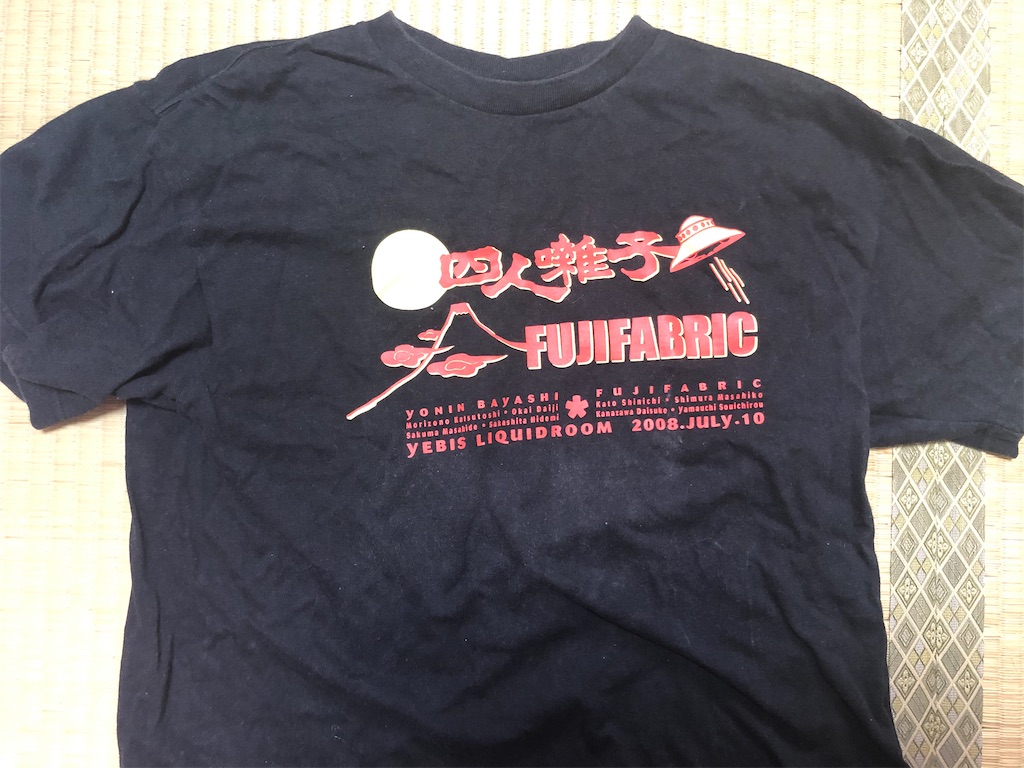 四人囃子
FUJIFABRIC
YONIN BAYASHI
Morizono Katsutoshi・Okai Daiji
Sakuma Masahide・Sakashita Hidemi
FUJIFABRIC
Kato Shinichi・Shimura Masahiko
Kanazawa Daisuke・Yamauchi Souichirou
YEBIS LIQUIDROOM 2008.JULY.10